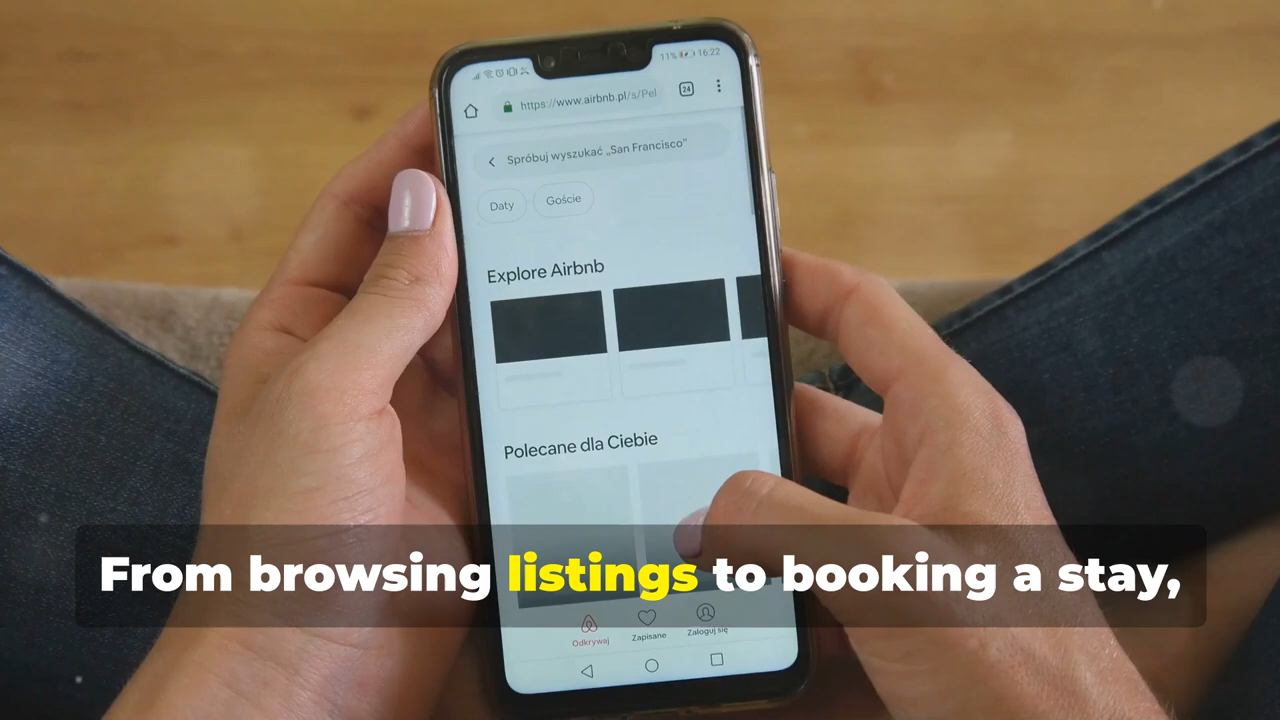 11% 16:22
https://www.airbnb.pl/s/Pel
24
Spróbuj wyszukać „San Francisco”
Daty Goście
Explore Airbnb
Polecane dla Ciebie
From browsing listings to booking a stay,
Odkrywaj Zapisane Zaloguj się